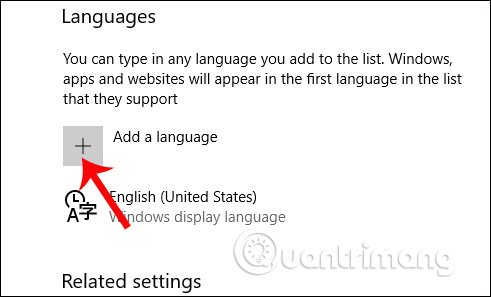 Languages
You can type in any language you add to the list. Windows,
apps and websites will appear in the first language in the list
that they support
Add a language
English (United States)
Windows display language
Quantrimang
Related settings